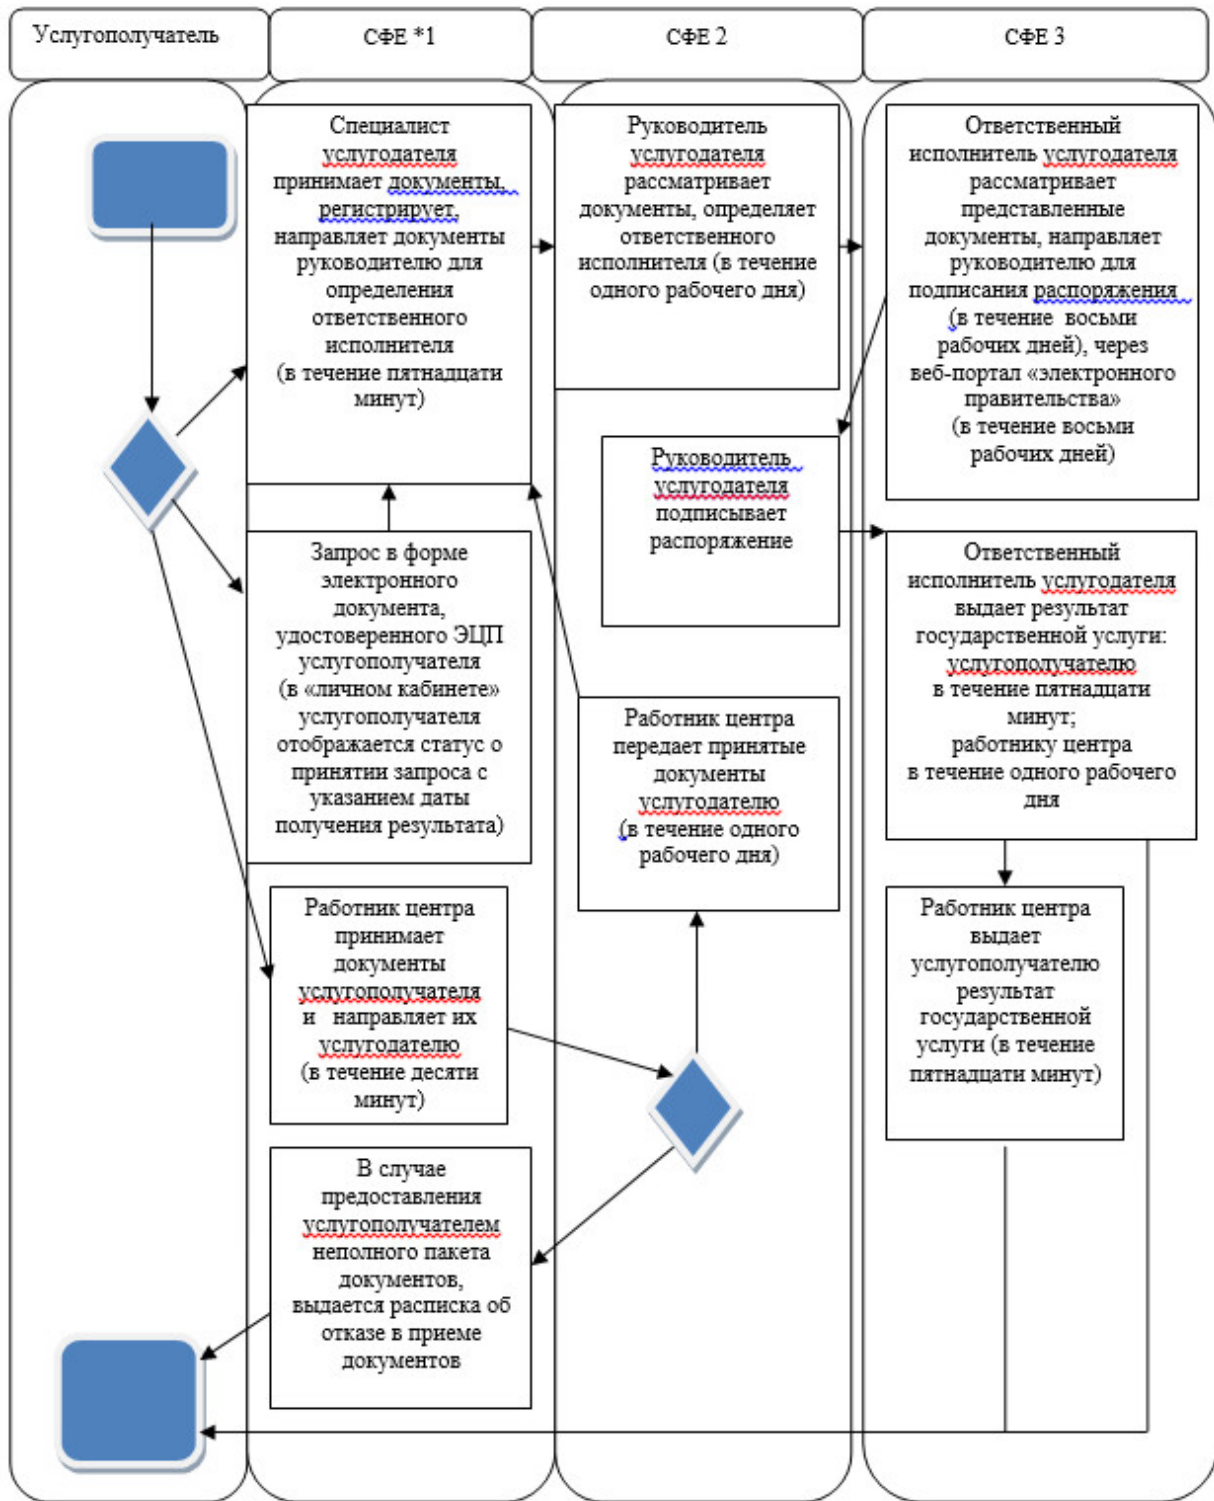 Услугополучатель
СФЕ *1
СФЕ 2
СФЕ 3
Специалист
услугодателя
принимает документы,
регистрирует,
направляет документы
руководителю для
определения
ответственного
исполнителя
(в течение пятнадцати
минут)
Руководитель
услугодателя
рассматривает
документы, определяет
ответственного
исполнителя (в течение
одного рабочего дня)
Ответственный
исполнитель услугодателя
рассматривает
представленные
документы, направляет
руководителю для
подписания распоряжения
(в течение восьми
рабочих дней), через
веб-портал «электронного
правительства»
(в течение восьми
рабочих дней)
Руководитель
услугодателя
подписывает
распоряжение
Запрос в форме
электронного
документа,
удостоверенного ЭЦП
услугополучателя
(в «личном кабинете»
услугополучателя
отображается статус о
принятии запроса с
указанием даты
получения результата)
Ответственный
исполнитель услугодателя
выдает результат
государственной услуги:
услугополучателю
в течение пятнадцати
минут;
работнику центра
в течение одного рабочего
дня
Работник центра
передает принятые
документы
услугодателю
(в течение одного
рабочего дня)
Работник центра
принимает
документы
услугополучателя
и направляет их
услугодателю
(в течение десяти
минут)
Работник центра
выдает
услугополучателю
результат
государственной
услуги (в течение
пятнадцати минут)
В случае
предоставления
услугополучателем
неполного пакета
документов,
выдается расписка об
отказе в приеме
документов